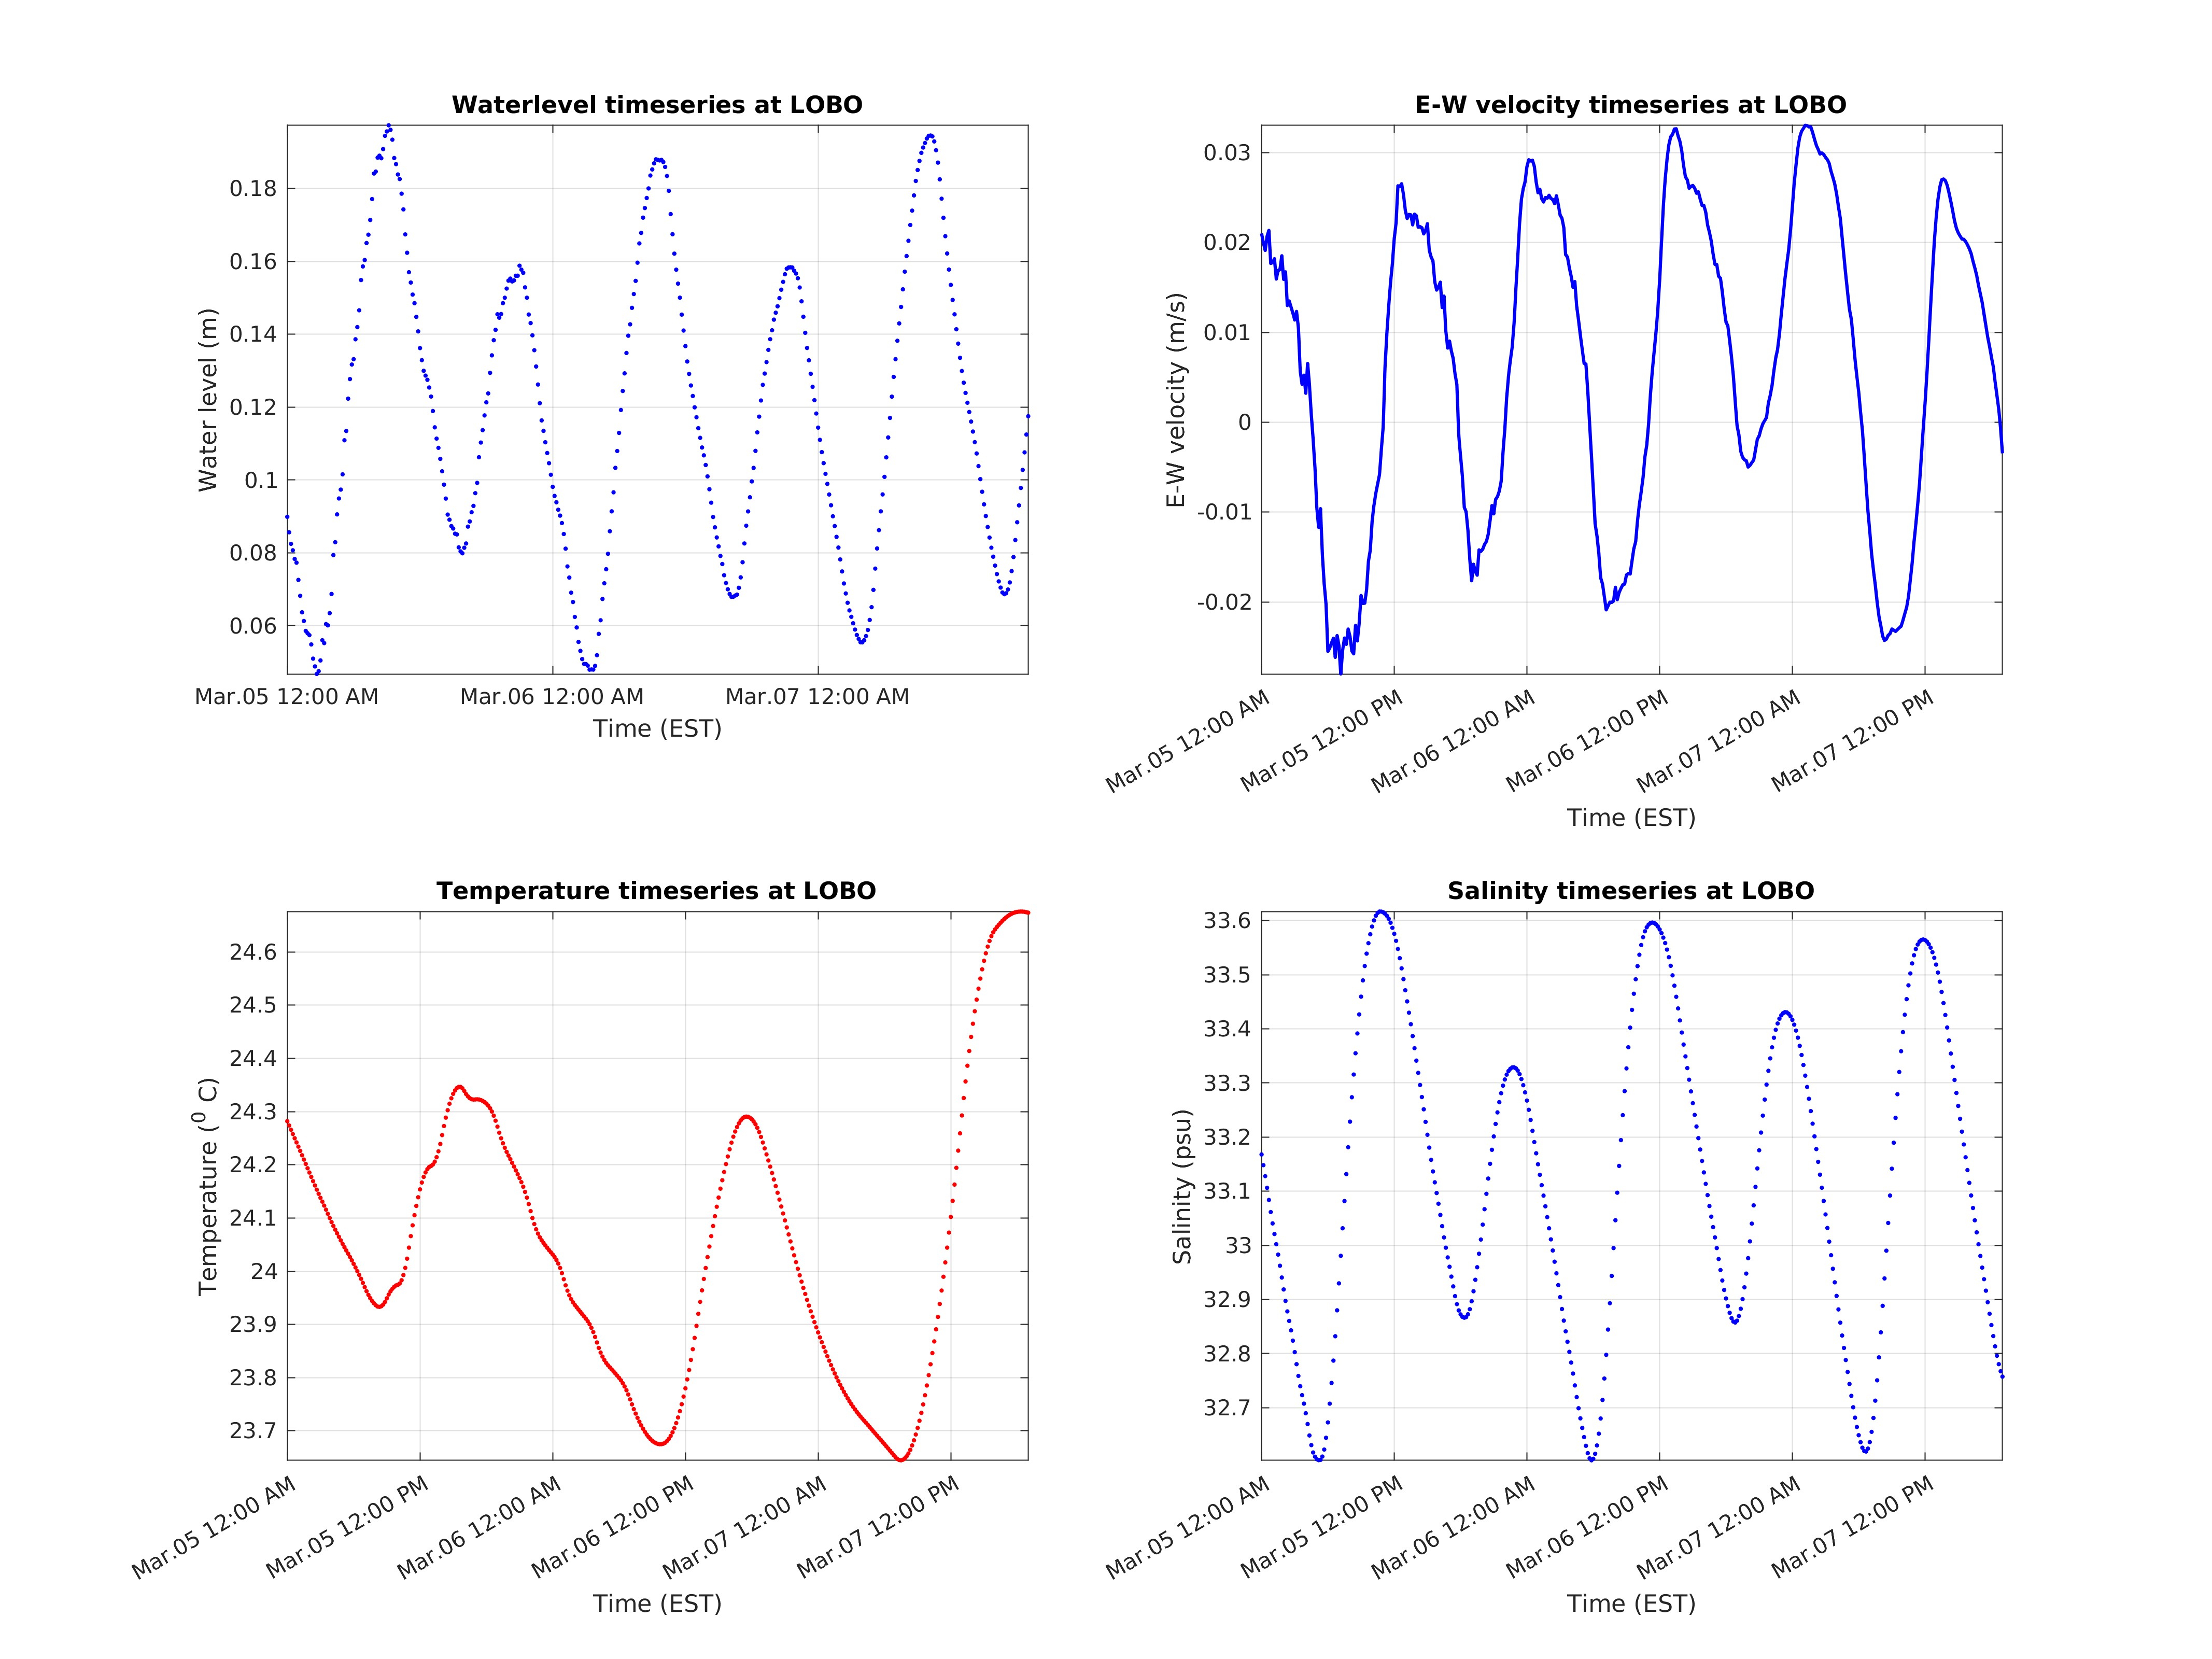 Waterlevel timeseries at LOBO
0.18
0.16
0.14
0.12
0.1
0.08
0.06
Water level (m)
Mar.05 12:00 AM
Mar.06 12:00 AM
Mar.07 12:00 AM
Time (EST)
E-W velocity timeseries at LOBO
0.03
0.02
0.01
0
-0.01
-0.02
E-W velocity (m/s)
Mar.05 12:00 AM
Mar.05 12:00 PM
Mar.06 12:00 AM
Mar.06 12:00 PM
Mar.07 12:00 AM
Mar.07 12:00 PM
Time (EST)
Temperature timeseries at LOBO
24.6
24.5
24.4
24.3
24.2
24.1
24
23.9
23.8
23.7
Temperature (⁰ C)
Mar.05 12:00 AM
Mar.05 12:00 PM
Mar.06 12:00 AM
Mar.06 12:00 PM
Mar.07 12:00 AM
Mar.07 12:00 PM
Time (EST)
Salinity timeseries at LOBO
33.6
33.5
33.4
33.3
33.2
33.1
33
32.9
32.8
32.7
Salinity (psu)
Mar.05 12:00 AM
Mar.05 12:00 PM
Mar.06 12:00 AM
Mar.06 12:00 PM
Mar.07 12:00 AM
Mar.07 12:00 PM
Time (EST)